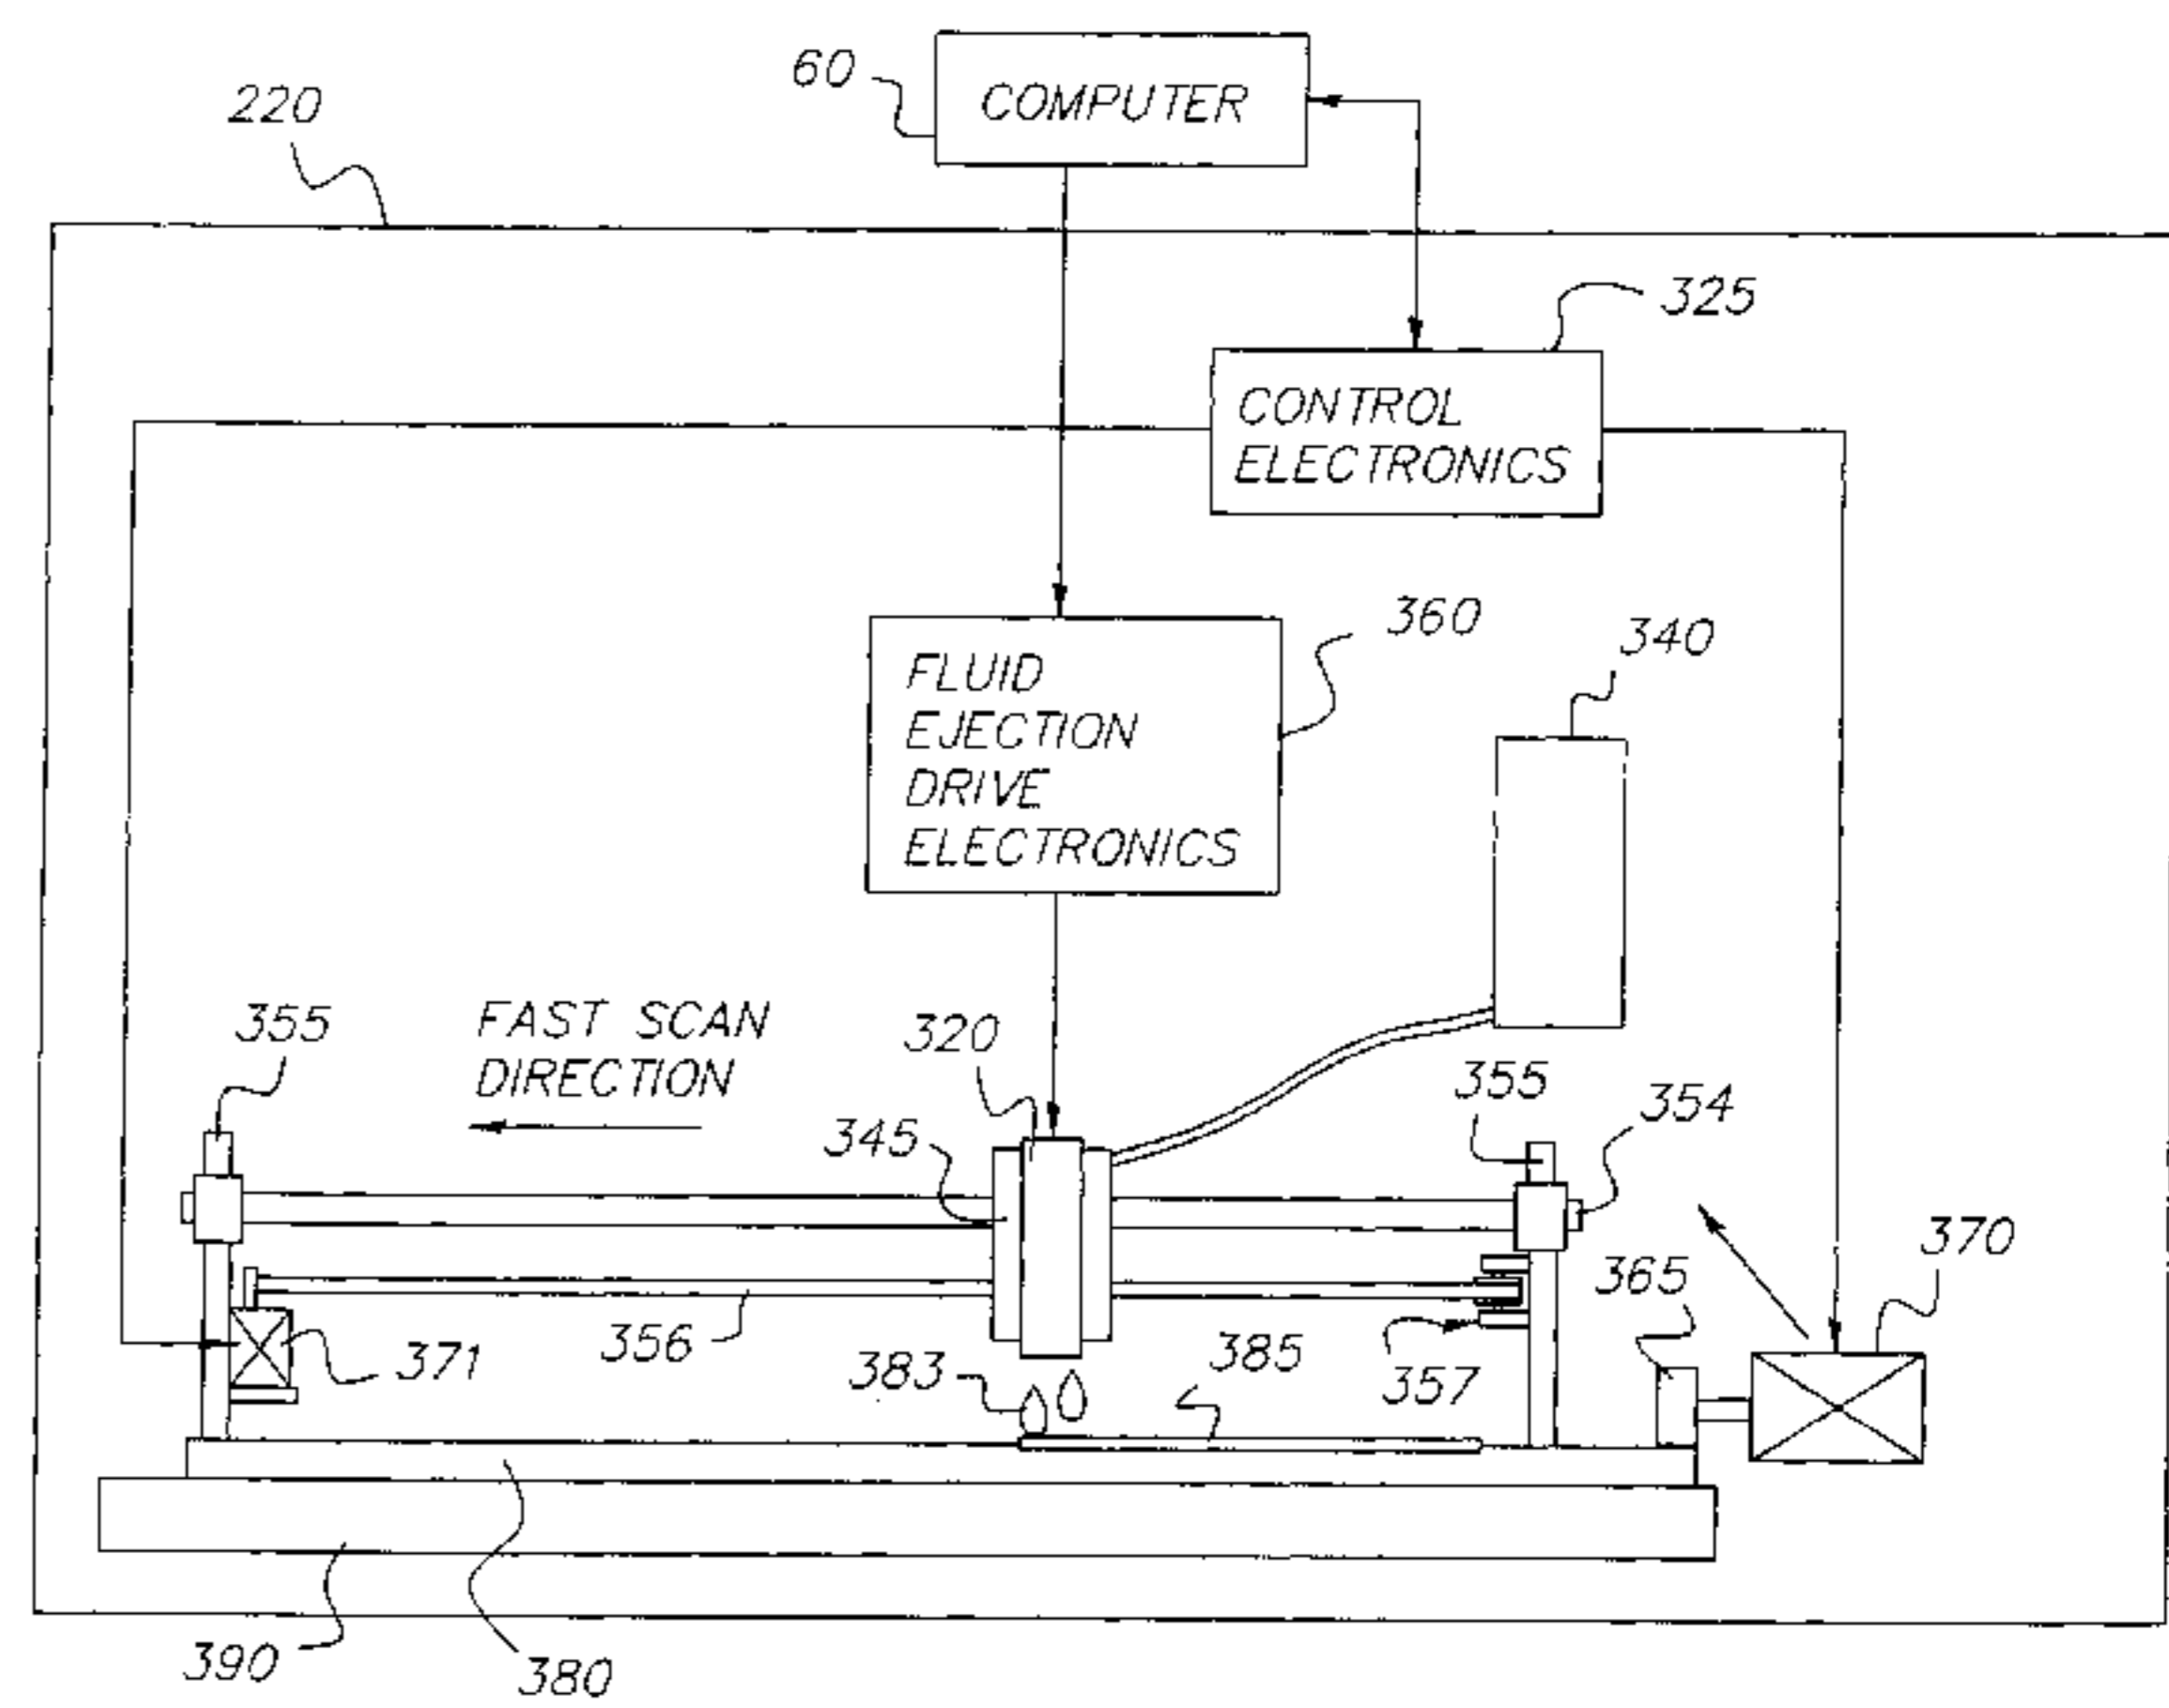 60
COMPUTER
220
325
CONTROL
ELECTRONICS
360
340
FLUID
EJECTION
DRIVE
ELECTRONICS
355
FAST SCAN
DIRECTION
320
355
354
345
370
365
356
371
385
383
357
390
380